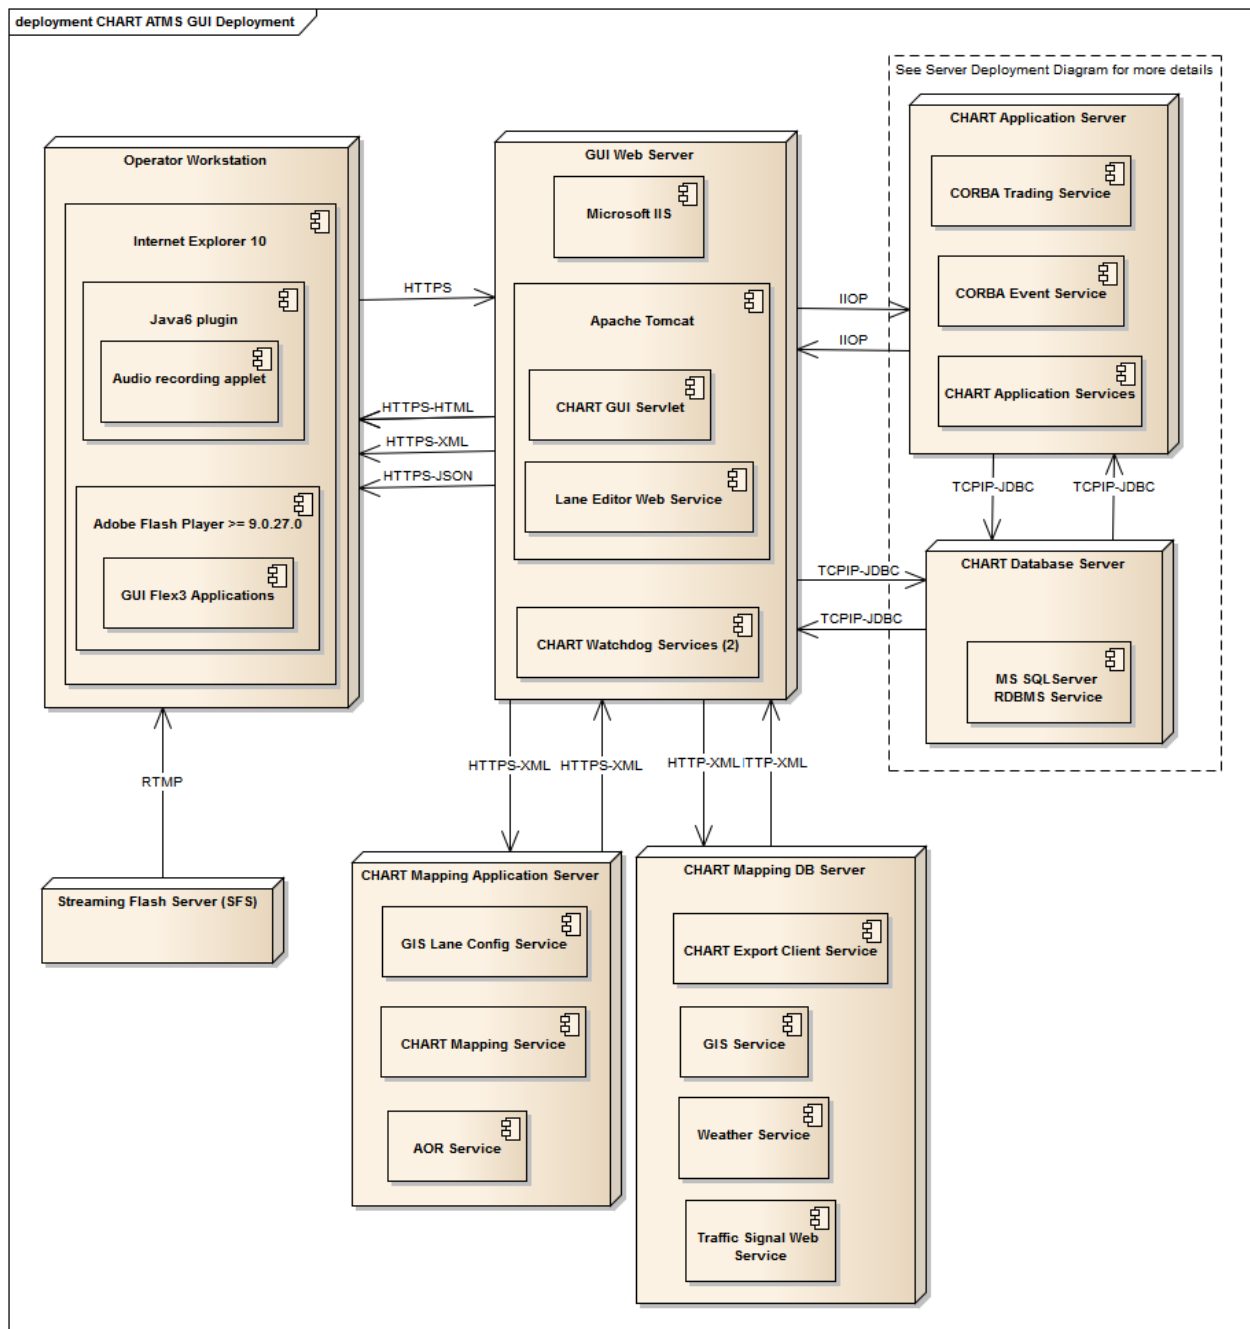 deployment CHART ATMS GUI Deployment
See Server Deployment Diagram for more details
CHART Application Server
CORBA Trading Service
CORBA Event Service
CHART Application Services
Operator Workstation
Internet Explorer 10
Java6 plugin
Audio recording applet
Adobe Flash Player >= 9.0.27.0
GUI Flex3 Applications
GUI Web Server
Microsoft IIS
Apache Tomcat
CHART GUI Servlet
Lane Editor Web Service
CHART Watchdog Services (2)
HTTPS
HTTPS-HTML
HTTPS-XML
HTTPS-JSON
IIOP
IIOP
TCPIP-JDBC
TCPIP-JDBC
TCPIP-JDBC
TCPIP-JDBC
CHART Database Server
MS SQLServer
RDBMS Service
RTMP
HTTPS-XML
HTTPS-XML
HTTP-XML
HTTP-XML
Streaming Flash Server (SFS)
CHART Mapping Application Server
GIS Lane Config Service
CHART Mapping Service
AOR Service
CHART Mapping DB Server
CHART Export Client Service
GIS Service
Weather Service
Traffic Signal Web
Service